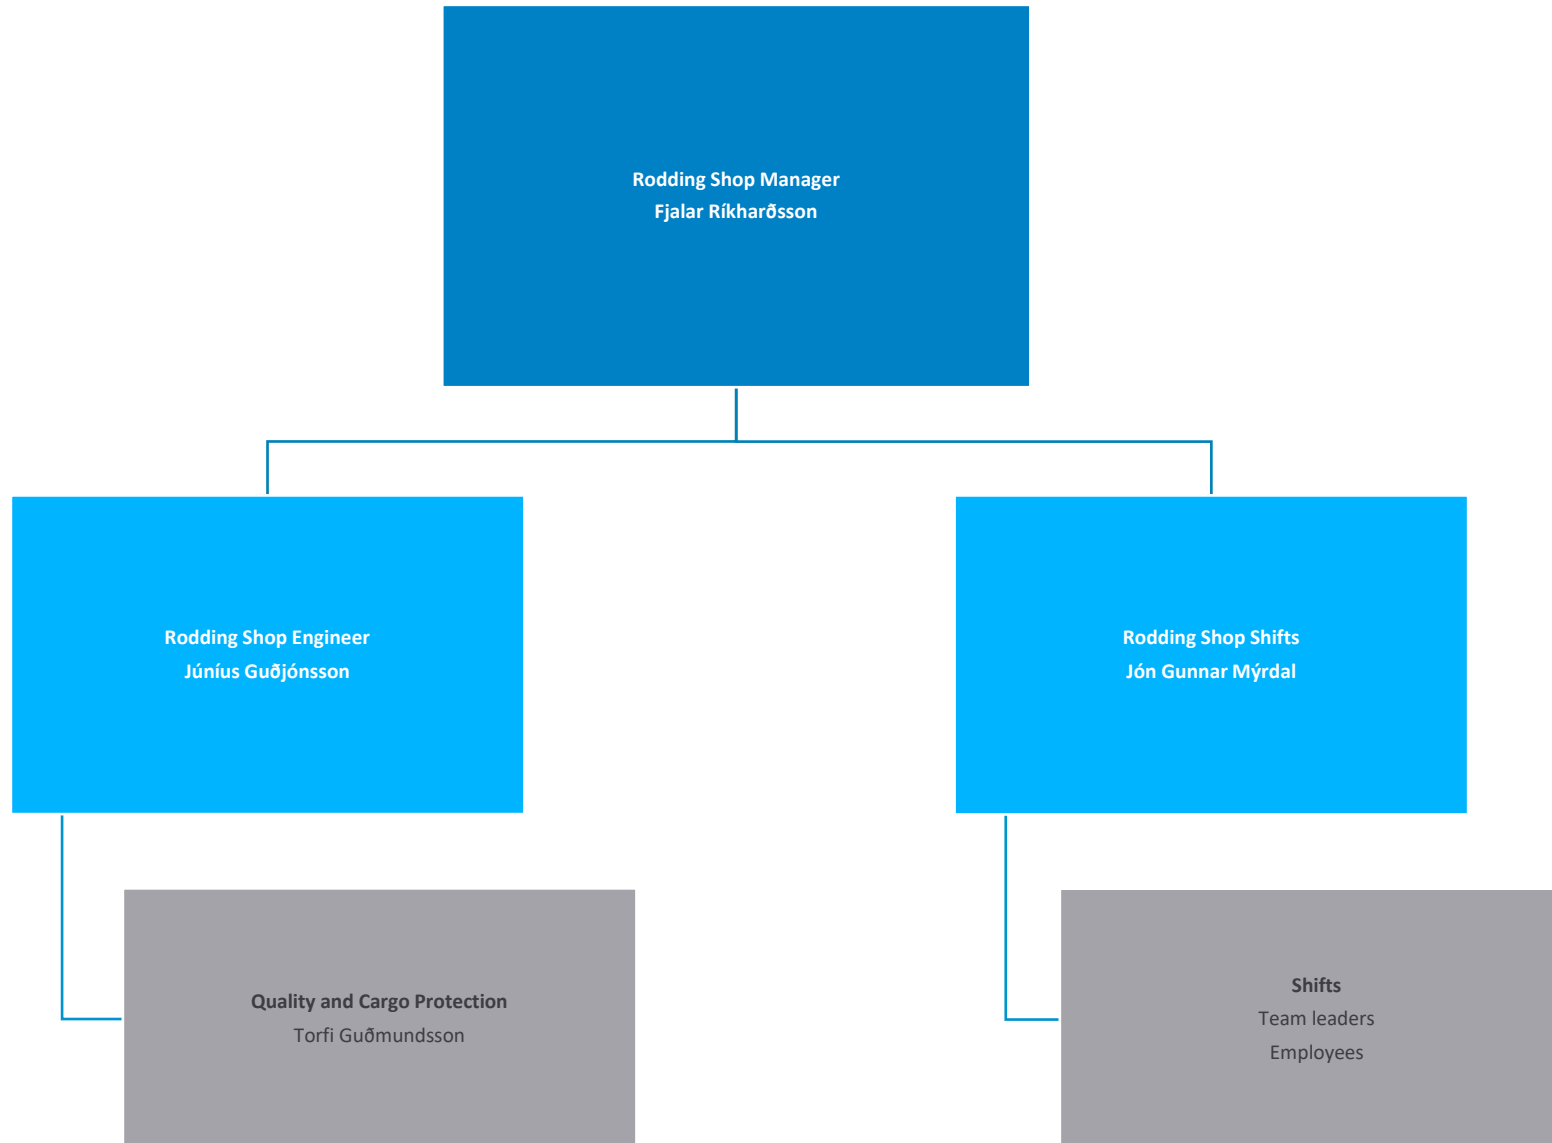 Rodding Shop Manager
Fjalar Ríkharðsson
Rodding Shop Engineer
Júníus Guðjónsson
Rodding Shop Shifts
Jón Gunnar Mýrdal
Quality and Cargo Protection
Torfi Guðmundsson
Shifts
Team leaders
Employees